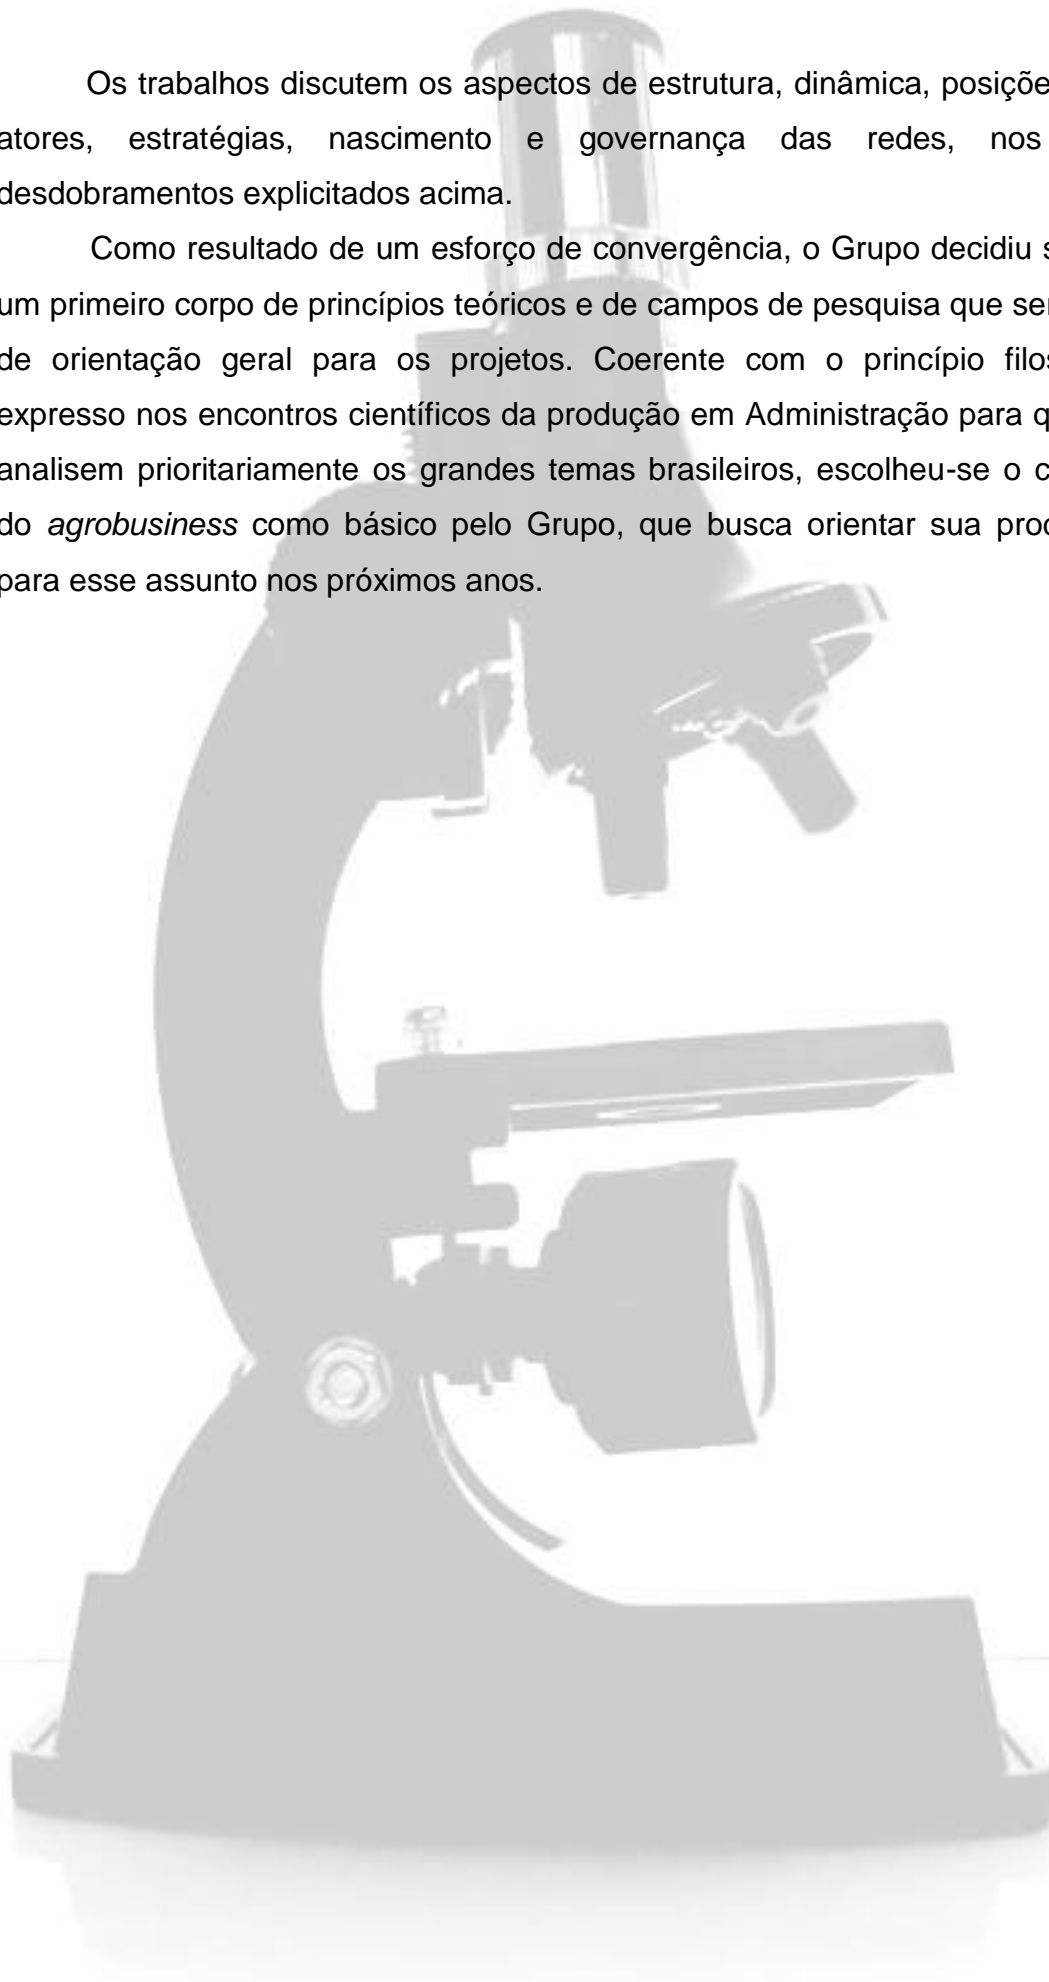 Os trabalhos discutem os aspectos de estrutura, dinâmica, posiçõe
atores, estratégias, nascimento e governança das redes, nos
desdobramentos explicitados acima.
Como resultado de um esforço de convergência, o Grupo decidiu s
um primeiro corpo de princípios teóricos e de campos de pesquisa que ser
de orientação geral para os projetos. Coerente com o princípio filos
expresso nos encontros científicos da produção em Administração para q
analisem prioritariamente os grandes temas brasileiros, escolheu-se o c
do agrobusiness como básico pelo Grupo, que busca orientar sua prod
para esse assunto nos próximos anos.